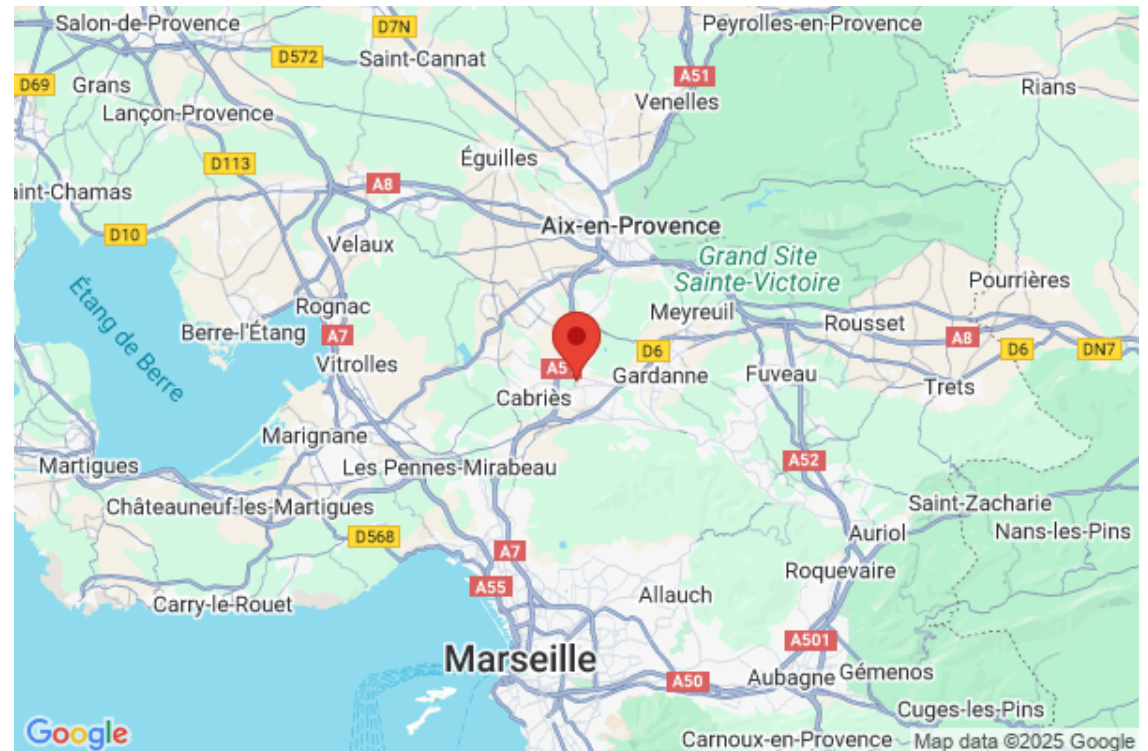 Peyrolles-en-Provence
Salon-de-Provence
D7N
D572
Saint-Cannat
A51
D69
Grans
Venelles
Rians
Lançon-Provence
D113
Éguilles
aint-Chamas
A8
D10
Velaux
Aix-en-Provence
Grand Site
Sainte-Victoire
Pourrières
Étang de Berre
Rognac
Meyreuil
Berre-l'Étang
A7
Rousset
A8
D6
DN7
D6
Vitrolles
A5
Gardanne
Fuveau
Trets
Cabriès
Marignane
Martigues
Les Pennes-Mirabeau
A52
Châteauneuf-les-Martigues
Saint-Zacharie
D568
Auriol
Nans-les-Pins
A7
Roquevaire
A55
Allauch
Carry-le-Rouet
A501
Marseille
A50
Aubagne
Gémenos
Cuges-les-Pins
Google
Carnoux-en-Provence
Map data ©2025 Google